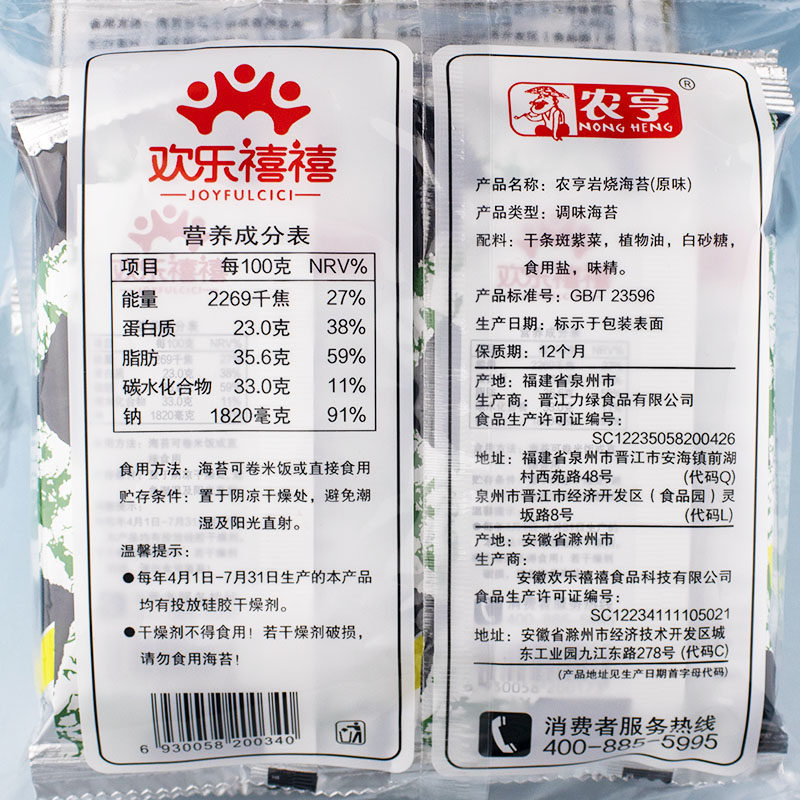 欢乐禧禧
JOYFULCICI
营养成分表
项目 每100克 NRV%
能量 2269千焦 27%
蛋白质 23.0克 38%
脂肪 35.6克 59%
碳水化合物 33.0克 11%
钠 1820毫克 91%
食用方法：海苔可卷米饭或直接食用
贮存条件：置于阴凉干燥处，避免潮
湿及阳光直射。
温馨提示：
●每年4月1日-7月31日生产的本产品
均有投放硅胶干燥剂。
●干燥剂不得食用！若干燥剂破损，
请勿食用海苔！
6 930058 200340
农亨®
NONG HENG
产品名称：农亨岩烧海苔(原味)
产品类型：调味海苔
配料：干条斑紫菜，植物油，白砂糖，
食用盐，味精。
产品标准号：GB/T 23596
生产日期：标示于包装表面
保质期：12个月
产地：福建省泉州市
生产商：晋江力绿食品有限公司
食品生产许可证编号：
SC12235058200426
地址：福建省泉州市晋江市安海镇前湖
村西苑路48号 (代码Q)
泉州市晋江市经济开发区（食品园）灵
坂路8号 (代码L)
产地：安徽省滁州市
生产商：
安徽欢乐禧禧食品科技有限公司
食品生产许可证编号：
SC12234111105021
地址：安徽省滁州市经济技术开发区城
东工业园九江东路278号 (代码C)
(产品地址见生产日期首字母代码)
消费者服务热线
400-885-5995